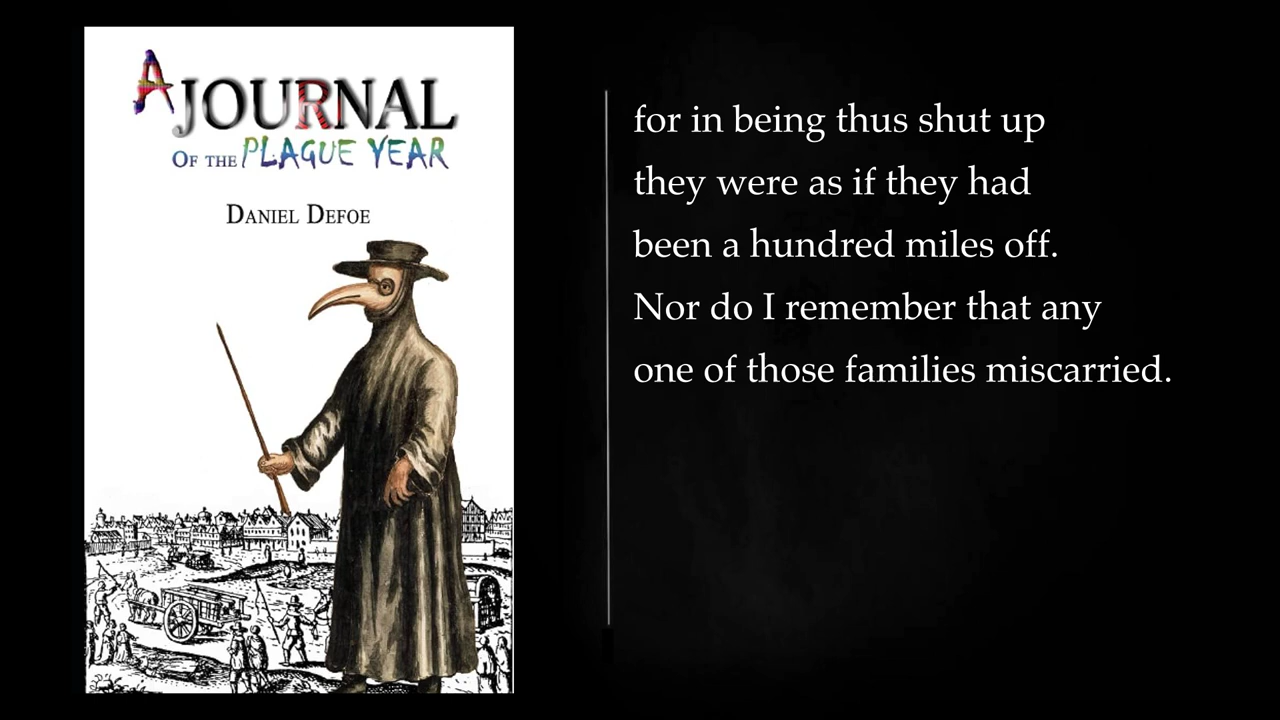 A JOURNAL
OF THE PLAGUE YEAR
DANIEL DEFOE
for in being thus shut up
they were as if they had
been a hundred miles off.
Nor do I remember that any
one of those families miscarried.